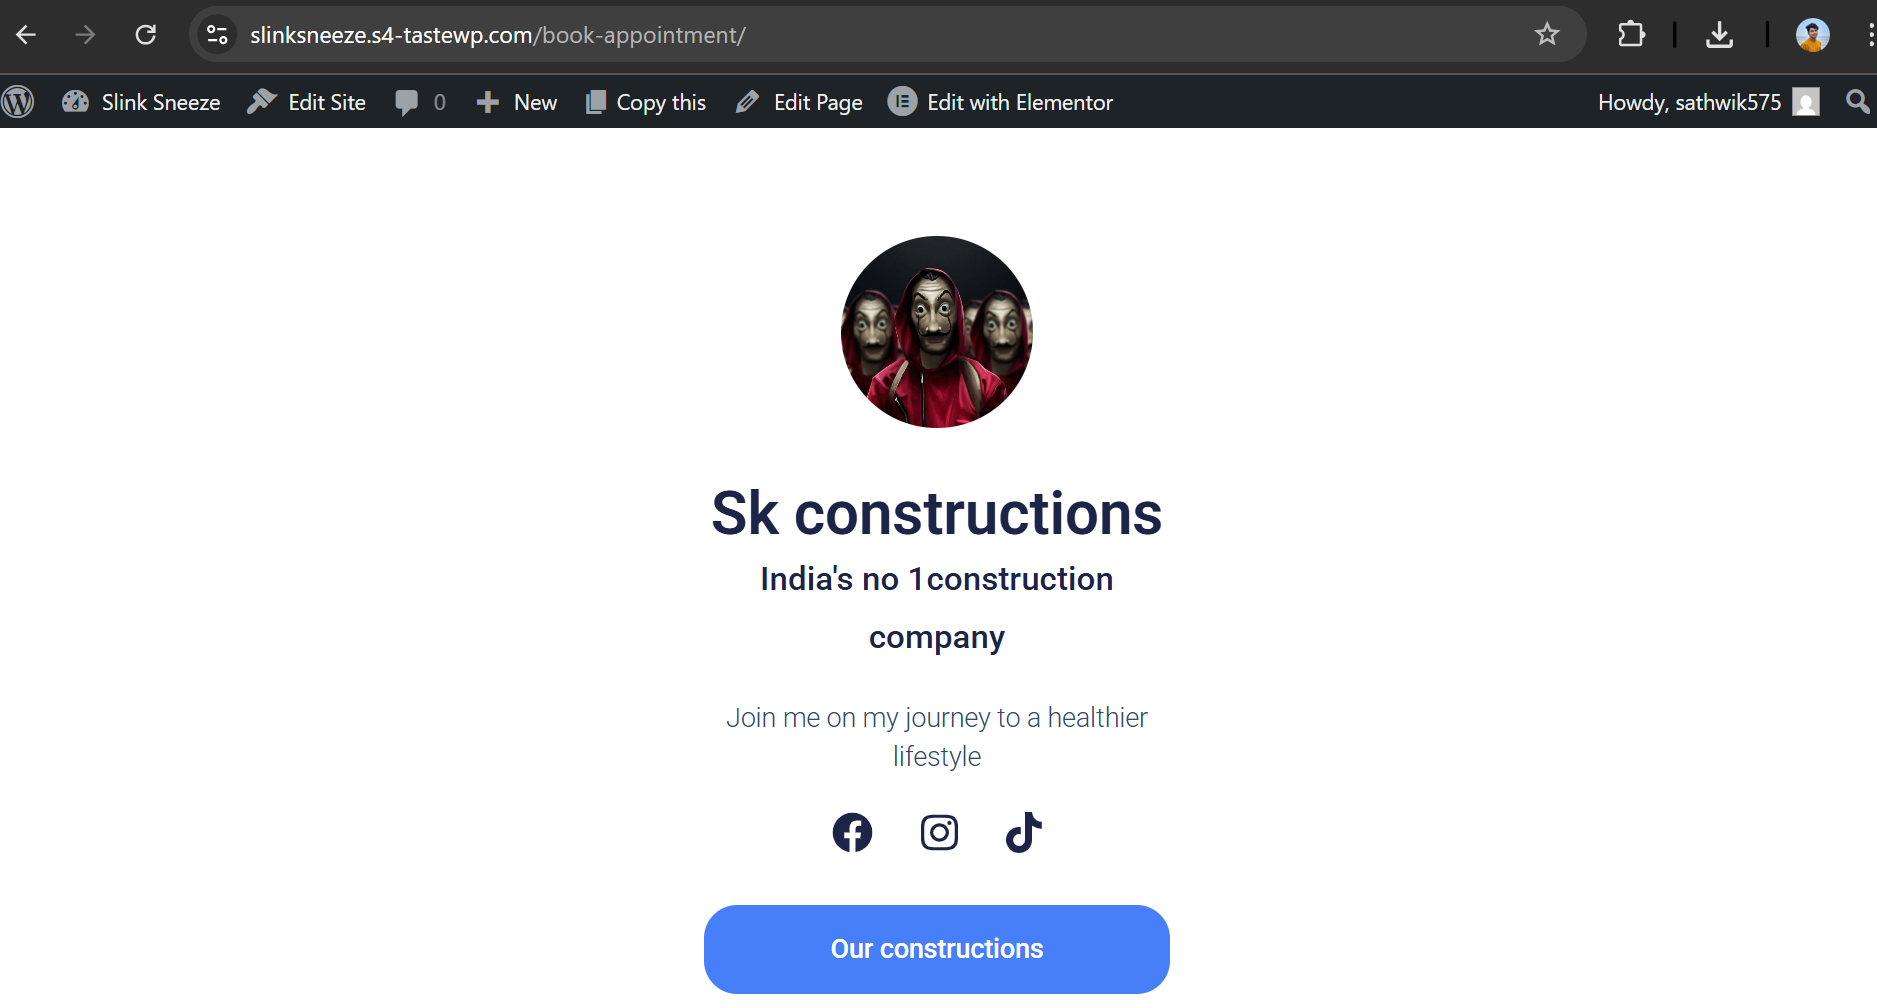 slinksneeze.s4-tastewp.com/book-appointment/
Slink Sneeze Edit Site 0 New Copy this Edit Page Edit with Elementor Howdy, sathwik575
Sk constructions
India's no 1construction
company
Join me on my journey to a healthier
lifestyle
Our constructions